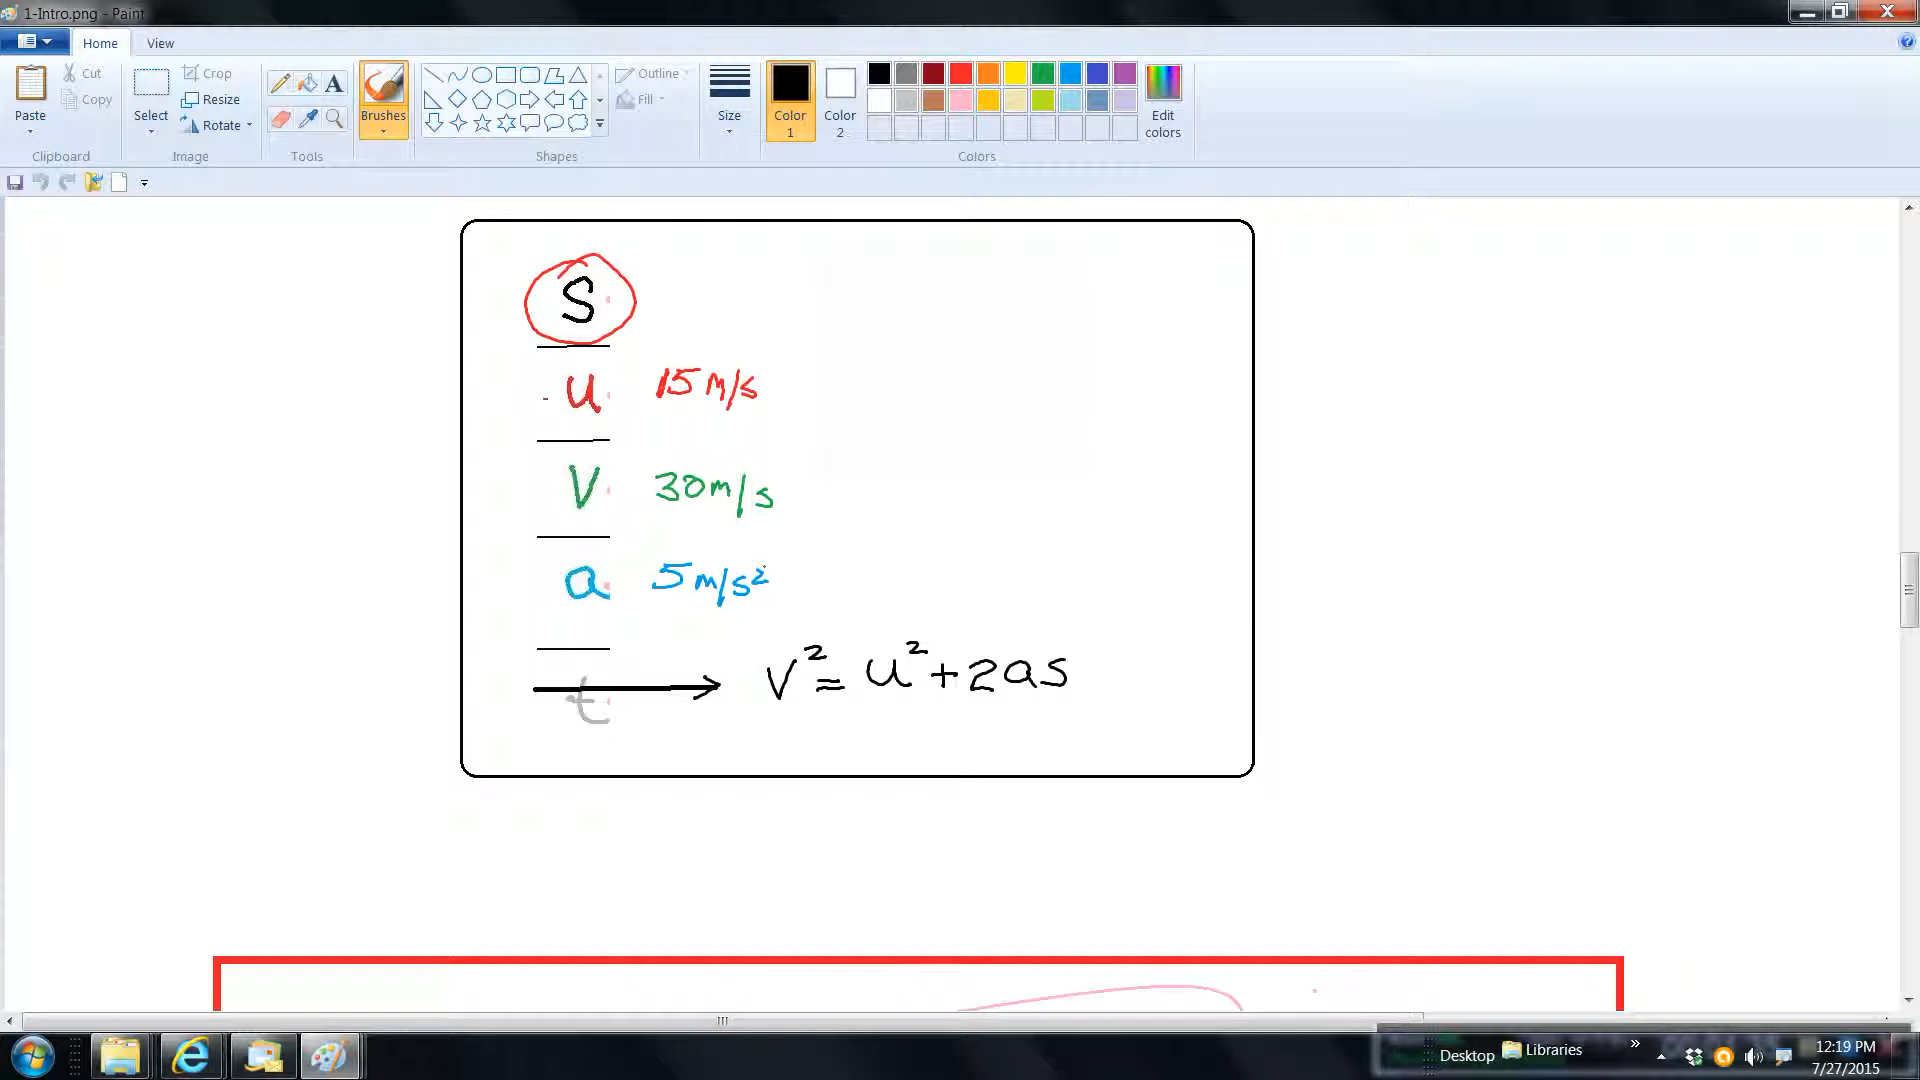 1-Intro.png - Paint
Home View
Paste
Cut
Copy
Clipboard
Select
Crop
Resize
Rotate
Image
Tools
Brushes
Outline
Fill
Shapes
Size
Color 1
Color 2
Edit colors
Colors
S
u 15 m/s
V 30 m/s
a 5 m/s²
t V² = u² + 2as
Desktop Libraries »
12:19 PM
7/27/2015